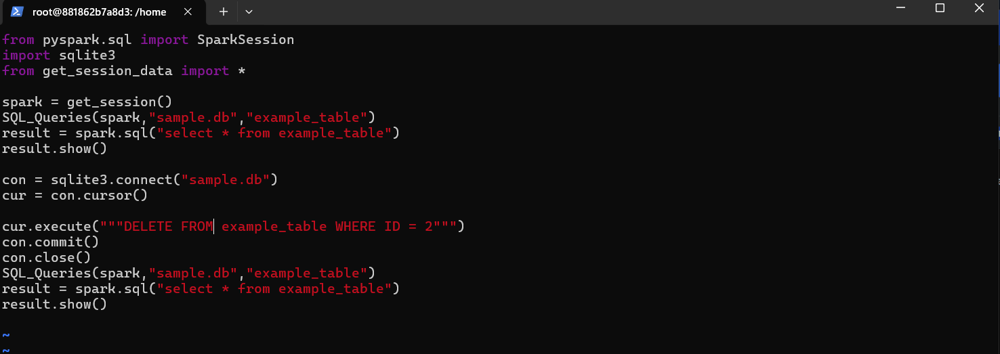 root@881862b7a8d3: /home
from pyspark.sql import SparkSession
import sqlite3
from get_session_data import *
spark = get_session()
SQL_Queries(spark,"sample.db","example_table")
result = spark.sql("select * from example_table")
result.show()
con = sqlite3.connect("sample.db")
cur = con.cursor()
cur.execute("""DELETE FROM example_table WHERE ID = 2""")
con.commit()
con.close()
SQL_Queries(spark,"sample.db","example_table")
result = spark.sql("select * from example_table")
result.show()
~
~